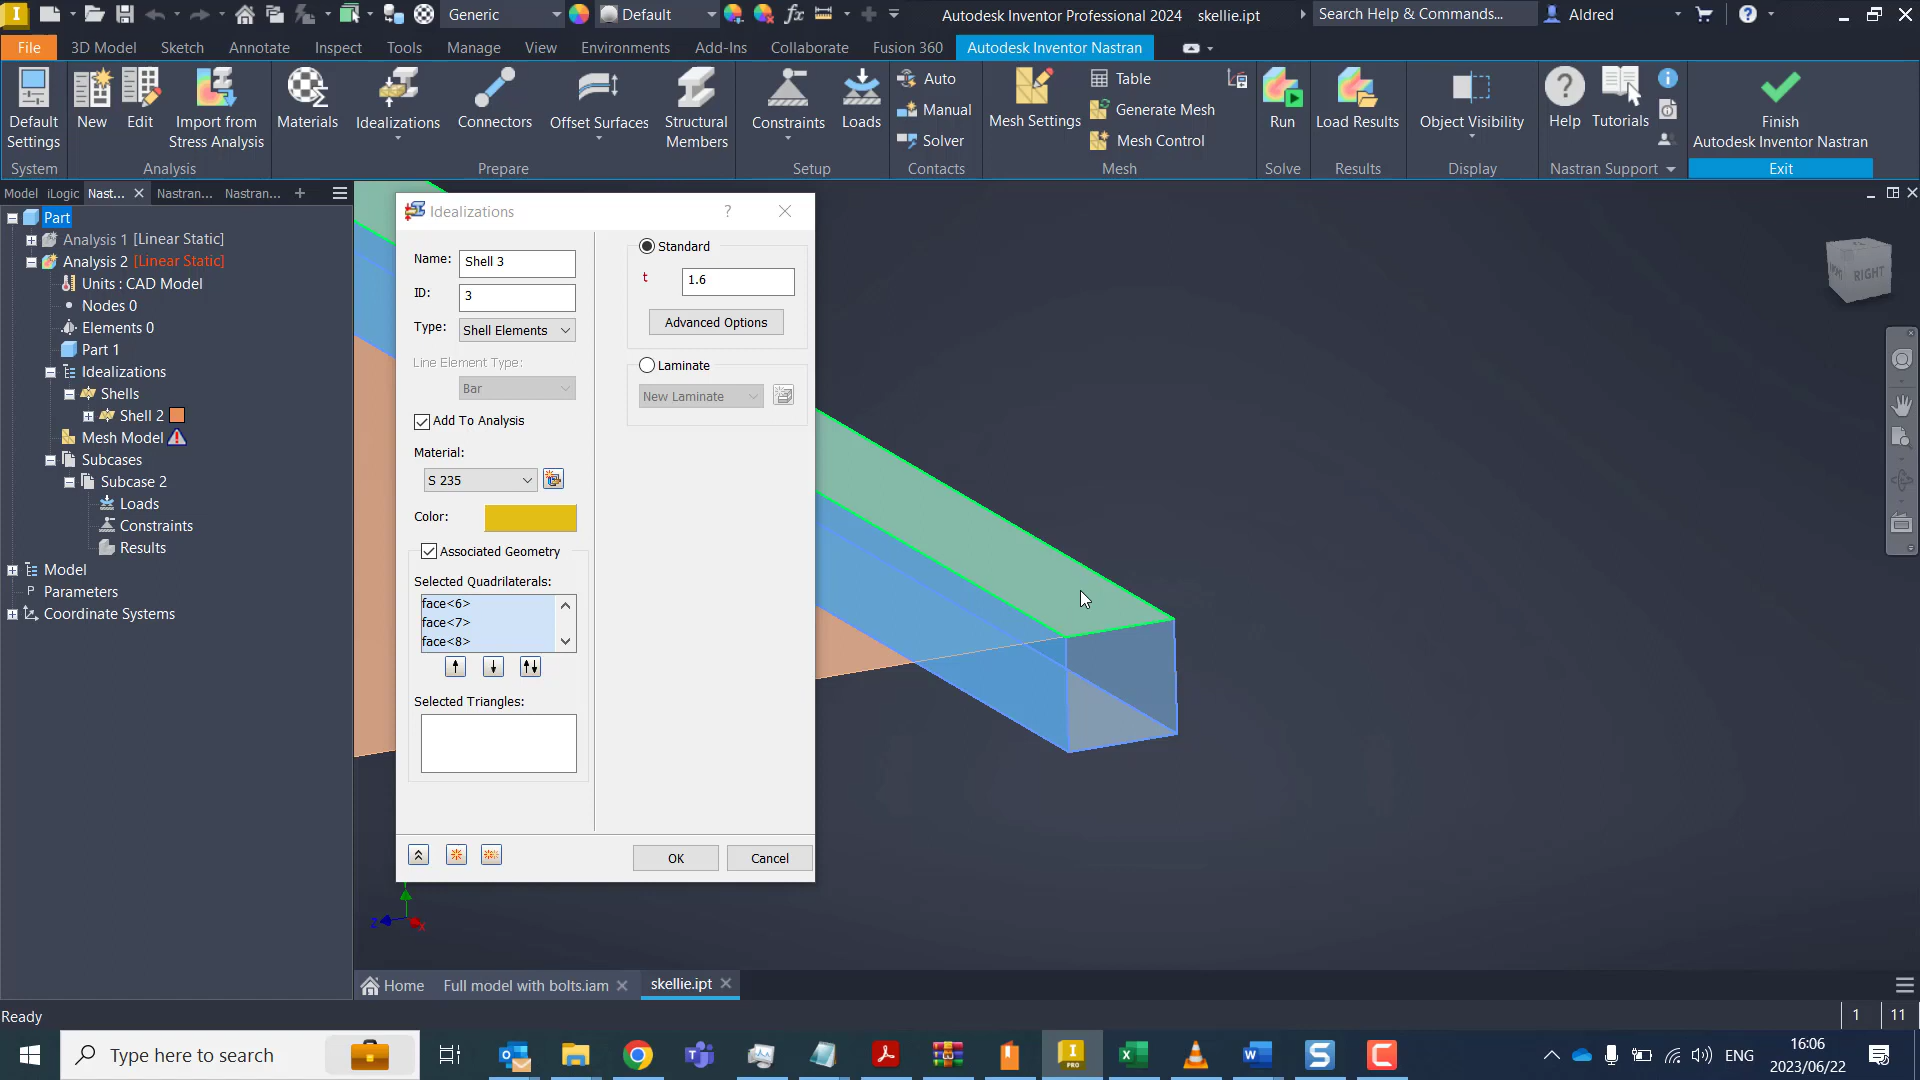 Generic
Default
Autodesk Inventor Professional 2024 skellie.ipt
Search Help & Commands...
Aldred
File 3D Model Sketch Annotate Inspect Tools Manage View Environments Add-Ins Collaborate Fusion 360 Autodesk Inventor Nastran
Default Settings
New
Edit
Import from Stress Analysis
Materials
Idealizations
Connectors
Offset Surfaces
Structural Members
Constraints
Loads
Auto
Manual
Solver
Mesh Settings
Table
Generate Mesh
Mesh Control
Run
Load Results
Object Visibility
Help
Tutorials
Finish
Autodesk Inventor Nastran
System Analysis Prepare Setup Contacts Mesh Solve Results Display Nastran Support Exit
Model iLogic Nast... Nastran... Nastran...
Part
Analysis 1 [Linear Static]
Analysis 2 [Linear Static]
Units : CAD Model
Nodes 0
Elements 0
Part 1
Idealizations
Shells
Shell 2
Mesh Model
Subcases
Subcase 2
Loads
Constraints
Results
Model
Parameters
Coordinate Systems
Idealizations
Name: Shell 3
ID: 3
Type: Shell Elements
Line Element Type:
Bar
Add To Analysis
Material:
S 235
Color:
Associated Geometry
Selected Quadrilaterals:
face<6>
face<7>
face<8>
Selected Triangles:
Standard
t 1.6
Advanced Options
Laminate
New Laminate
OK Cancel
RIGHT
Z
X
Home Full model with bolts.iam skellie.ipt
Ready
1 11
Type here to search
ENG
16:06
2023/06/22